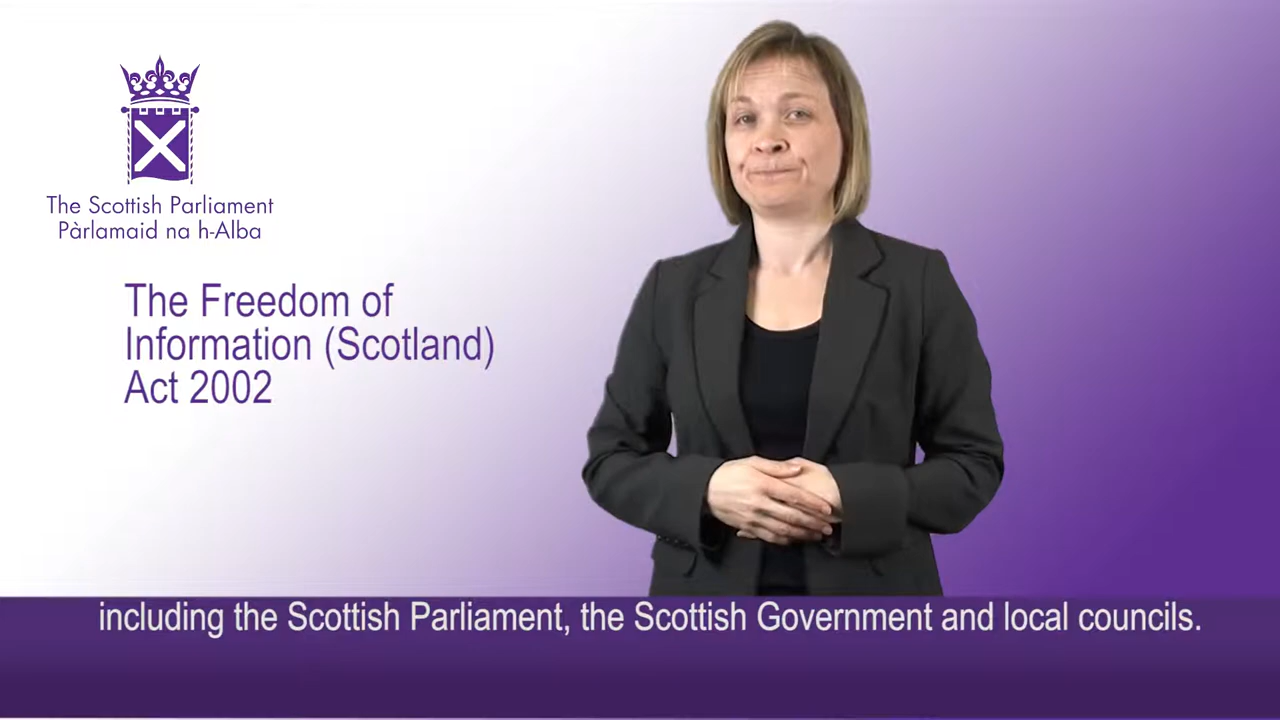 The Scottish Parliament
Pàrlamaid na h-Alba
The Freedom of
Information (Scotland)
Act 2002
including the Scottish Parliament, the Scottish Government and local councils.